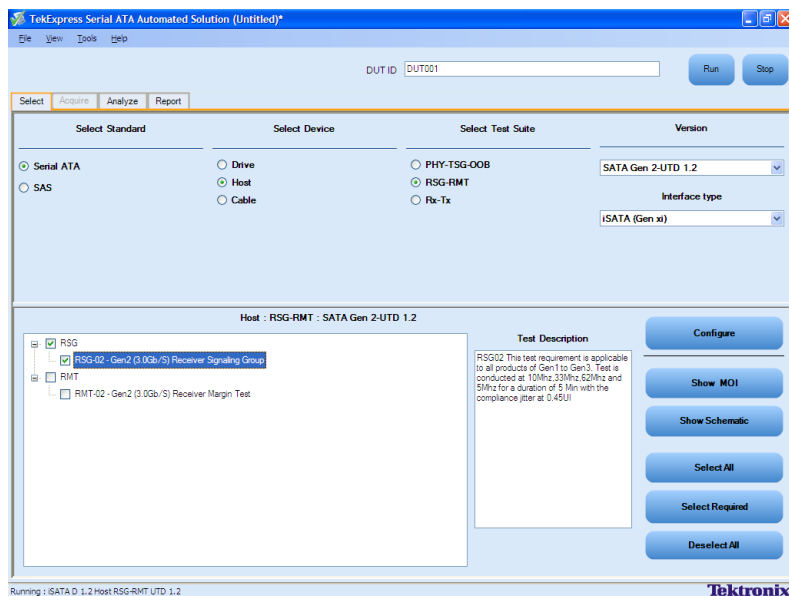 TekExpress Serial ATA Automated Solution (Untitled)*
File View Tools Help
DUT ID DUT001 Run Stop
Select Acquire Analyze Report
Select Standard Select Device Select Test Suite Version
Serial ATA Drive PHY-TSG-OOB SATA Gen 2-UTD 1.2
SAS Host RSG-RMT
Cable Rx-Tx
Interface type
iSATA (Gen xi)
Host : RSG-RMT : SATA Gen 2-UTD 1.2
RSG
RSG-02 - Gen2 (3.0Gb/S) Receiver Signaling Group
RMT
RMT-02 - Gen2 (3.0Gb/S) Receiver Margin Test
Test Description
RSG02 This test requirement is applicable
to all products of Gen1 to Gen3. Test is
conducted at 10Mhz,33Mhz,62Mhz and
5Mhz for a duration of 5 Min with the
compliance jitter at 0.45UI
Configure
Show MOI
Show Schematic
Select All
Select Required
Deselect All
Running : iSATA D 1.2 Host RSG-RMT UTD 1.2
Tektronix